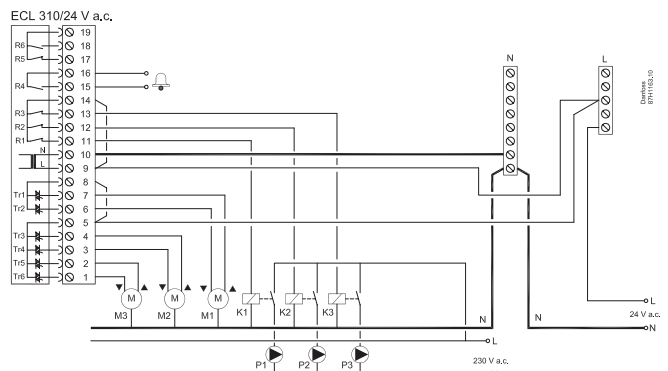 ECL 310/24 V a.c.
19
R6 18
R5 17
16
R4 15
14
R3 13
R2 12
R1 11
N 10
L 9
8
Tr1 7
Tr2 6
5
Tr3 4
Tr4 3
Tr5 2
Tr6 1
N
L
Danfoss
87H1163.10
M M M
M3 M2 M1 K1 K2 K3
L
24 V a.c.
N N N
L
230 V a.c.
P1 P2 P3